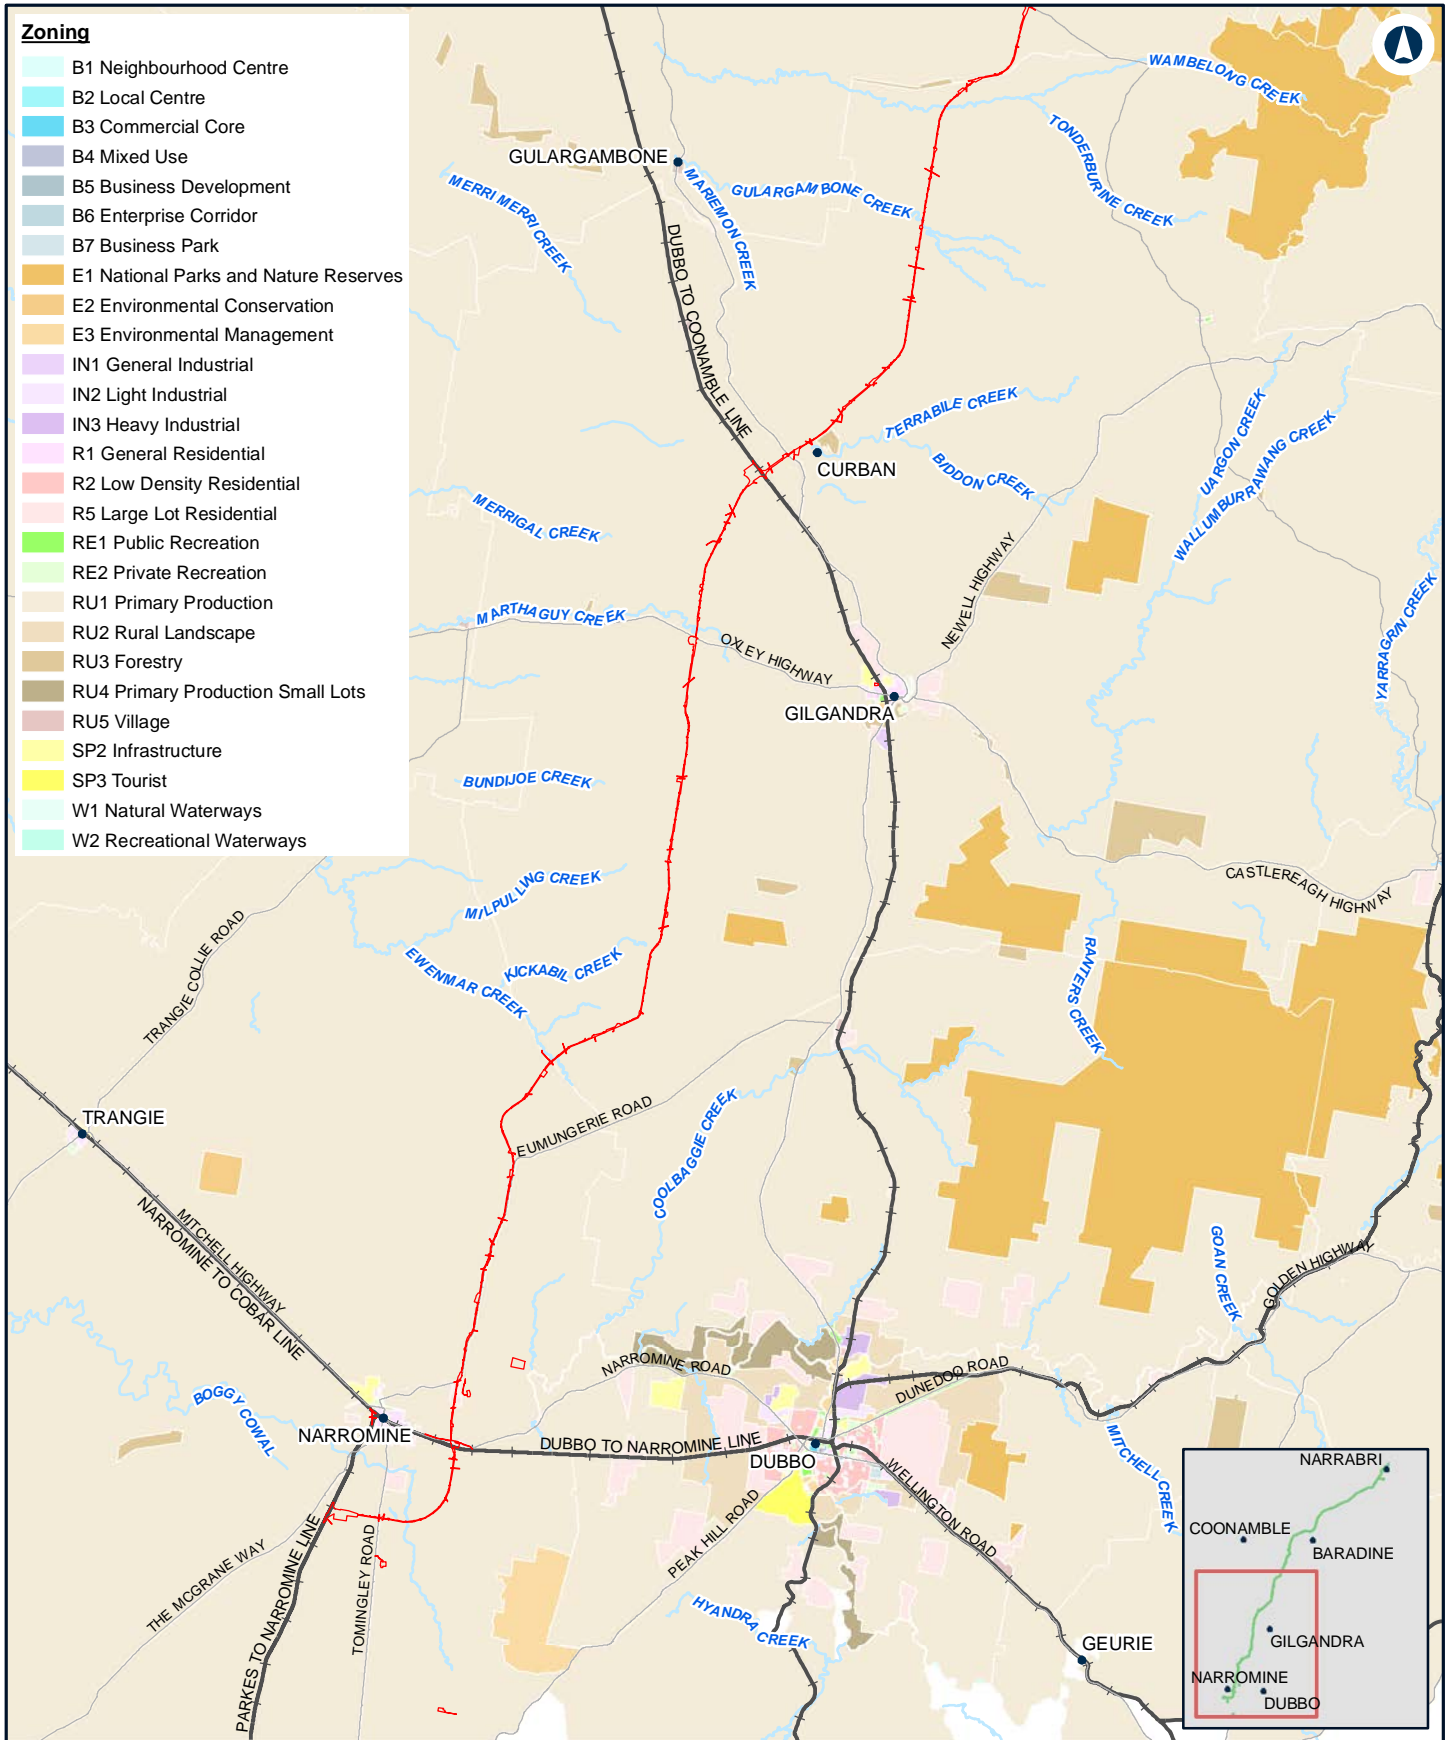 Zoning
B1 Neighbourhood Centre
B2 Local Centre
B3 Commercial Core
B4 Mixed Use
B5 Business Development
B6 Enterprise Corridor
B7 Business Park
E1 National Parks and Nature Reserves
E2 Environmental Conservation
E3 Environmental Management
IN1 General Industrial
IN2 Light Industrial
IN3 Heavy Industrial
R1 General Residential
R2 Low Density Residential
R5 Large Lot Residential
RE1 Public Recreation
RE2 Private Recreation
RU1 Primary Production
RU2 Rural Landscape
RU3 Forestry
RU4 Primary Production Small Lots
RU5 Village
SP2 Infrastructure
SP3 Tourist
W1 Natural Waterways
W2 Recreational Waterways
WAMBELONG CREEK
TONDERBURINE CREEK
GULARGAMBONE
MERRI MERRI CREEK
MARIEMON CREEK
GULARGAMBONE CREEK
DUBBO TO COONAMBLE LINE
TERRABILE CREEK
CURBAN
BIDDON CREEK
UARGON CREEK
WALLUMBURRAWANG CREEK
MERRIGAL CREEK
NEWELL HIGHWAY
YARRAGRIN CREEK
MARTHAGUY CREEK
OXLEY HIGHWAY
GILGANDRA
BUNDIJOE CREEK
CASTLEREAGH HIGHWAY
MILPULLING CREEK
TRANGIE COLLIE ROAD
EWENMAR CREEK
KICKABIL CREEK
RANTERS CREEK
TRANGIE
EUMUNGERIE ROAD
COOLBAGGIE CREEK
MITCHELL HIGHWAY
NARROMINE TO COBAR LINE
GOAN CREEK
GOLDEN HIGHWAY
NARROMINE ROAD
DUNEDOO ROAD
BOGGY COWAL
NARROMINE
DUBBO TO NARROMINE LINE
DUBBO
MITCHELL CREEK
WELLINGTON ROAD
PEAK HILL ROAD
THE MCGRANE WAY
PARKES TO NARROMINE LINE
TOMINGLEY ROAD
HYANDRA CREEK
GEURIE
NARRABRI
COONAMBLE
BARADINE
GILGANDRA
NARROMINE
DUBBO